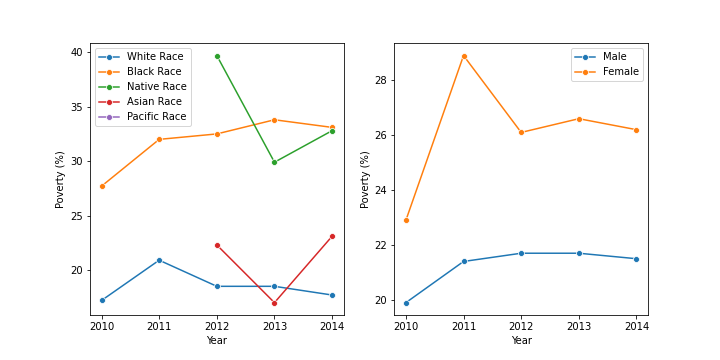 40
35
30
25
20
Poverty (%)
White Race
Black Race
Native Race
Asian Race
Pacific Race
2010 2011 2012 2013 2014
Year
28
26
24
22
20
Poverty (%)
Male
Female
2010 2011 2012 2013 2014
Year